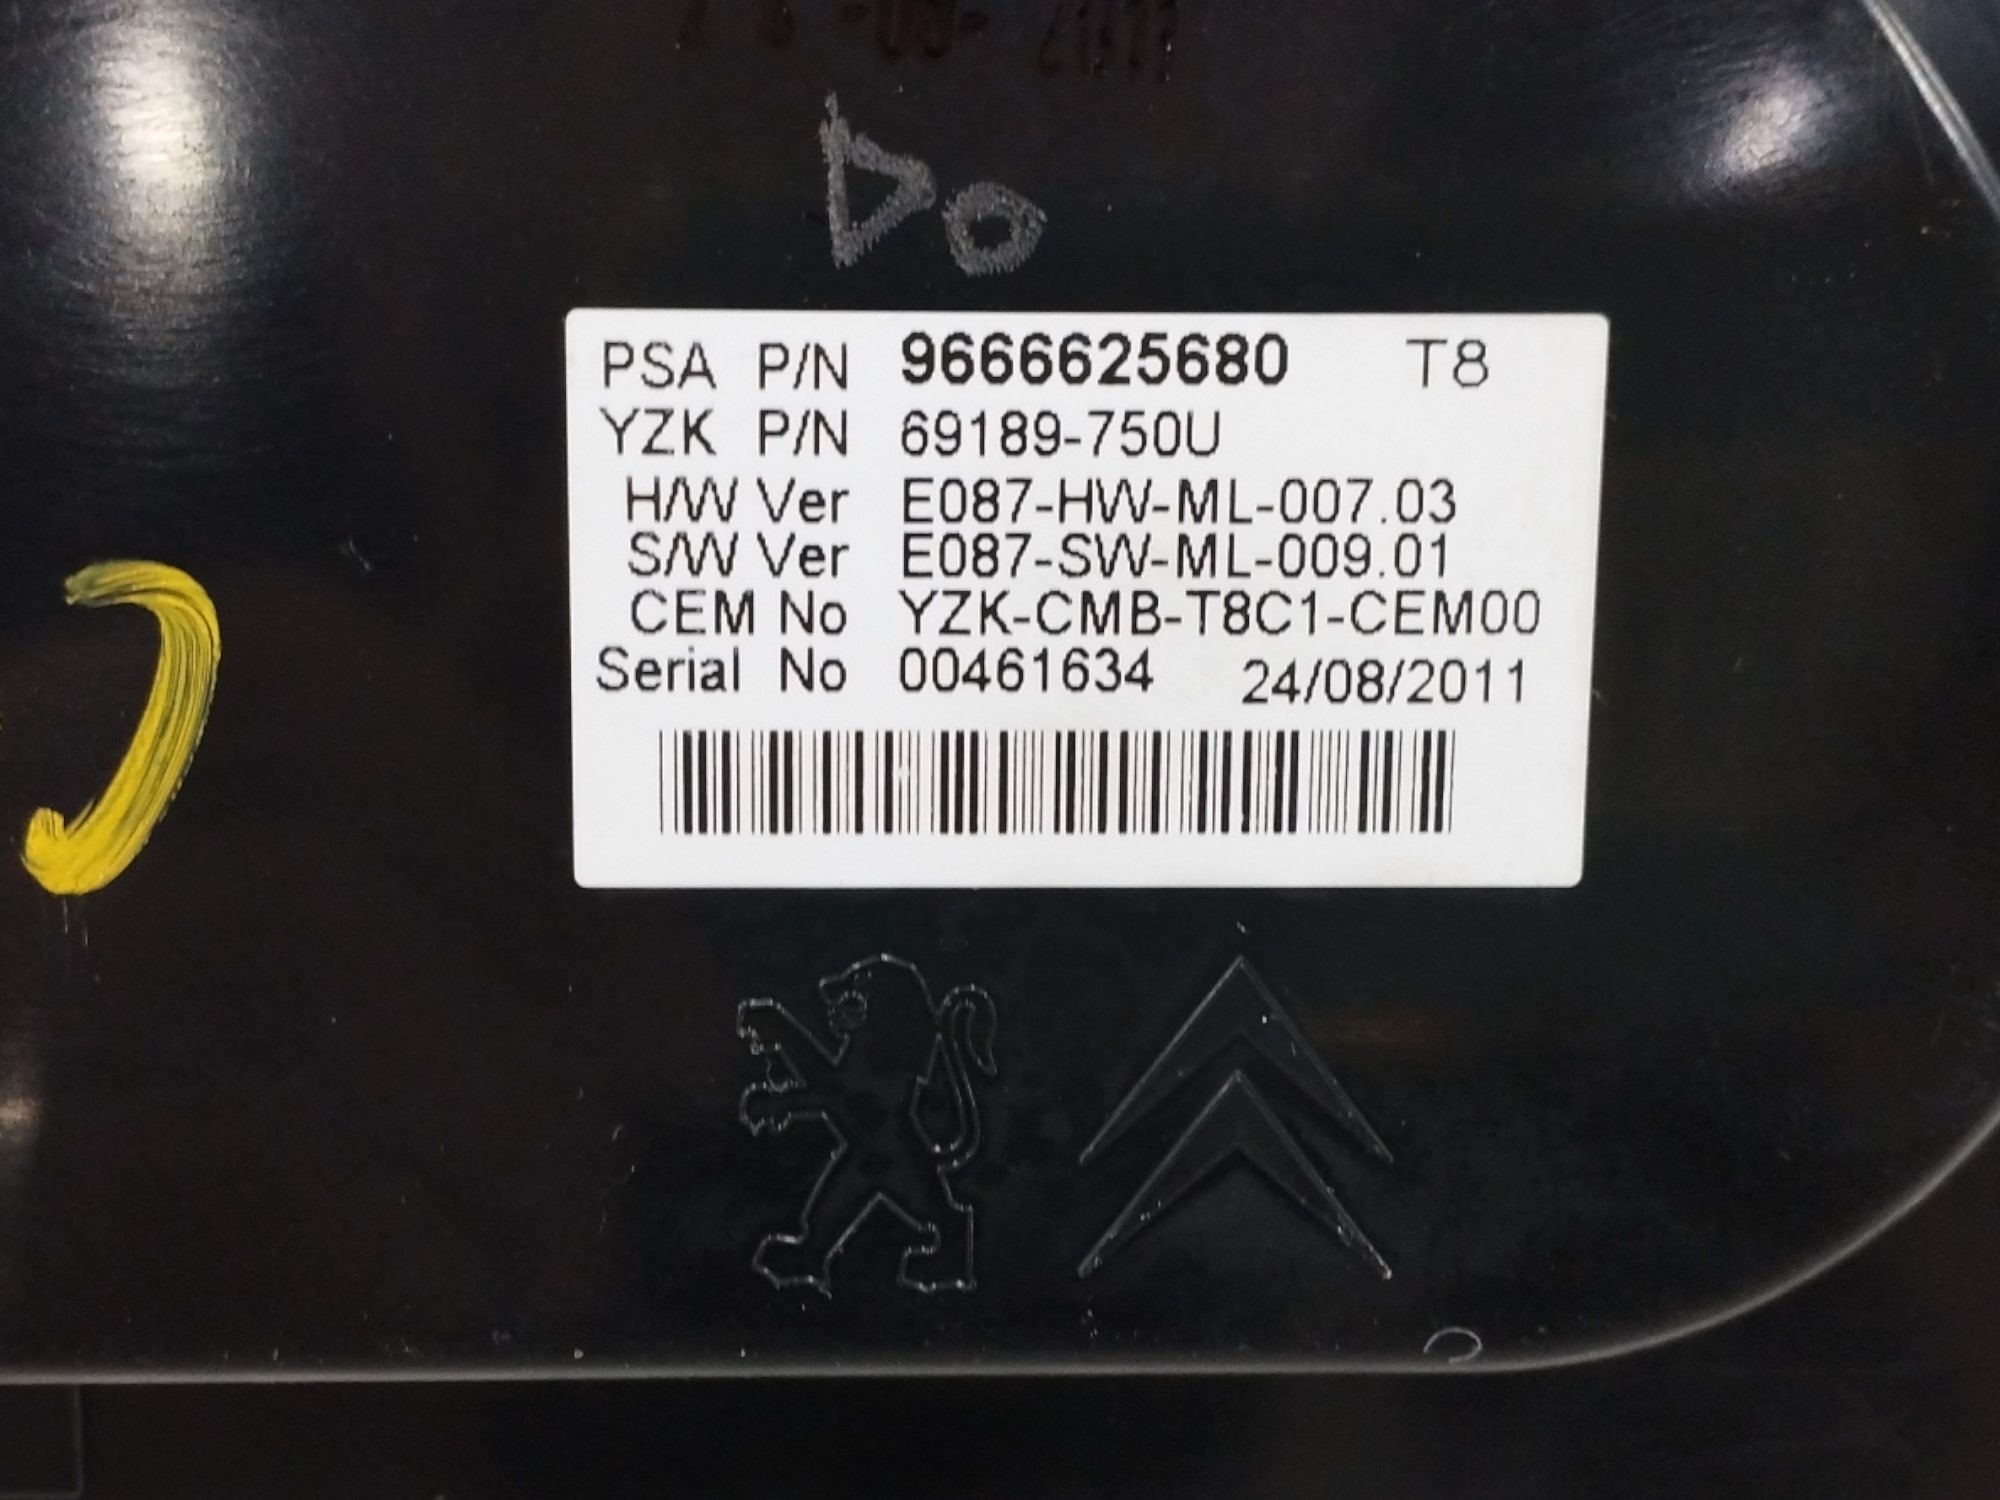 DO
PSA P/N 9666625680 T8
YZK P/N 69189-750U
H/W Ver E087-HW-ML-007.03
S/W Ver E087-SW-ML-009.01
CEM No YZK-CMB-T8C1-CEM00
Serial No 00461634 24/08/2011